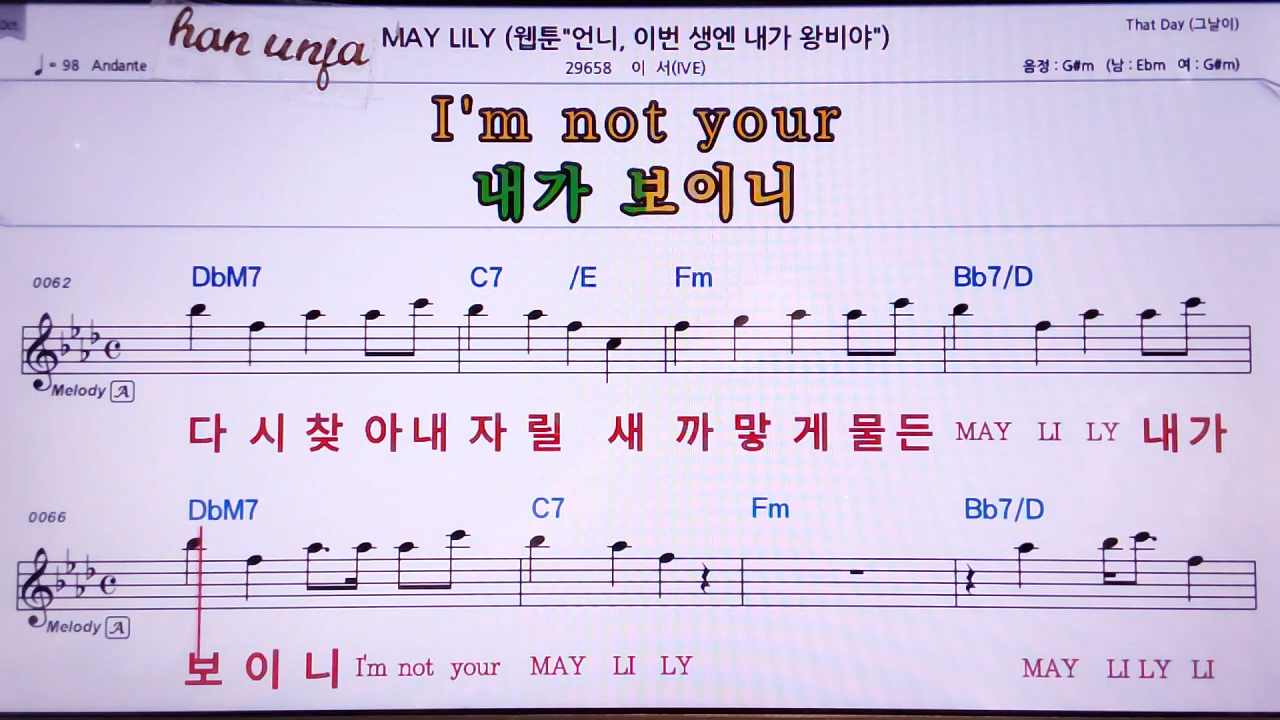 han unja
MAY LILY (웹툰"언니, 이번 생엔 내가 왕비야")
That Day (그날이)
♩= 98 Andante
29658 이 서(IVE)
음정 : G#m (남 : Ebm 여 : G#m)
I'm not your
내가 보이니
0062 DbM7 C7 /E Fm Bb7/D
Melody A
다 시 찾 아 내 자 릴 새 까 맣 게 물 든 MAY LI LY 내 가
0066 DbM7 C7 Fm Bb7/D
Melody A
보 이 니 I'm not your MAY LI LY MAY LI LY LI